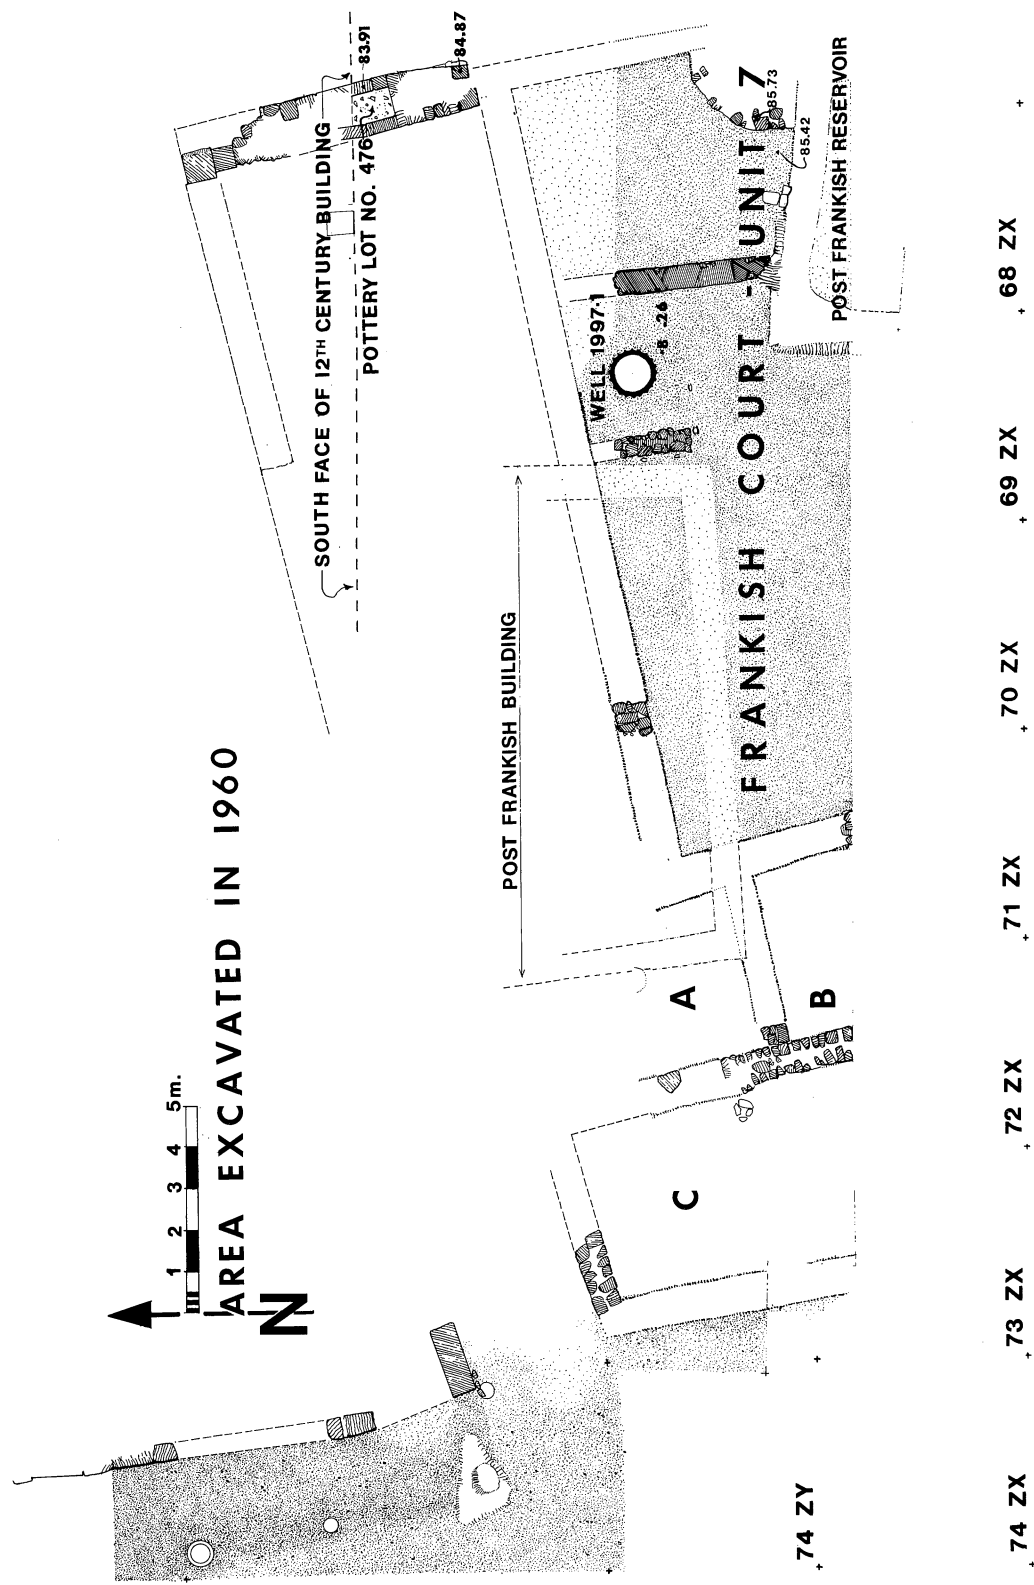 AREA EXCAVATED IN 1960
1 2 3 4 5m.
N
SOUTH FACE OF 12TH CENTURY BUILDING
POTTERY LOT NO. 476
83.91
84.87
POST FRANKISH BUILDING
WELL 1997-1
-8 .26
FRANKISH COURT - UNIT 7
85.73
85.42
POST FRANKISH RESERVOIR
A
B
C
74 ZY
74 ZX
73 ZX
72 ZX
71 ZX
70 ZX
69 ZX
68 ZX